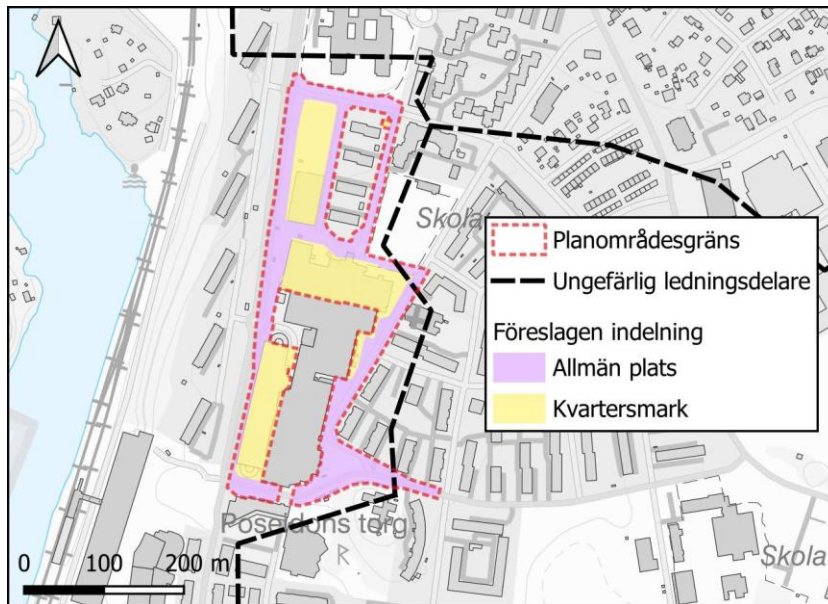 Skola
Planområdesgräns
Ungefärlig ledningsdelare
Föreslagen indelning
Allmän plats
Kvartersmark
Poseidons torg
R
Skola
0 100 200 m